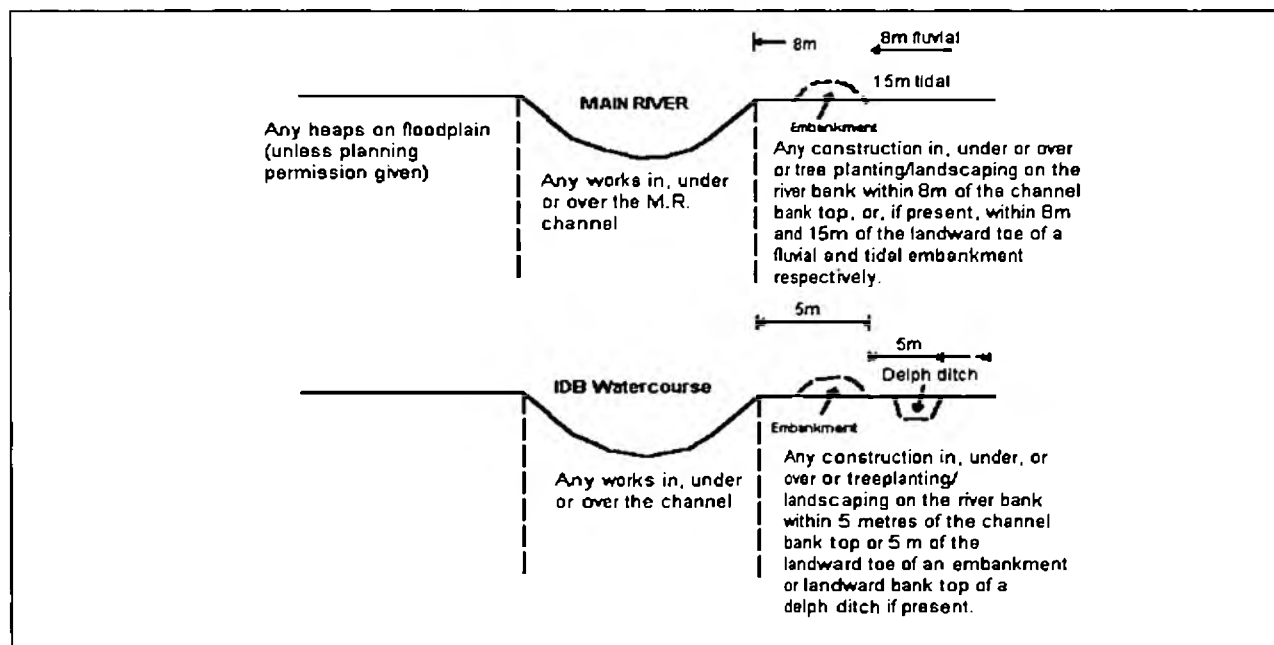 8m
8m fluvial
15m tidal
MAIN RIVER
Embankment
Any heaps on floodplain
(unless planning
permission given)
Any works in, under
or over the M.R.
channel
Any construction in, under or over
or tree planting/landscaping on the
river bank within 8m of the channel
bank top, or, if present, within 8m
and 15m of the landward toe of a
fluvial and tidal embankment
respectively.
5m
5m
Delph ditch
IDB Watercourse
Embankment
Any works in, under
or over the channel
Any construction in, under, or
over or treeplanting/
landscaping on the river bank
within 5 metres of the channel
bank top or 5 m of the
landward toe of an embankment
or landward bank top of a
delph ditch if present.